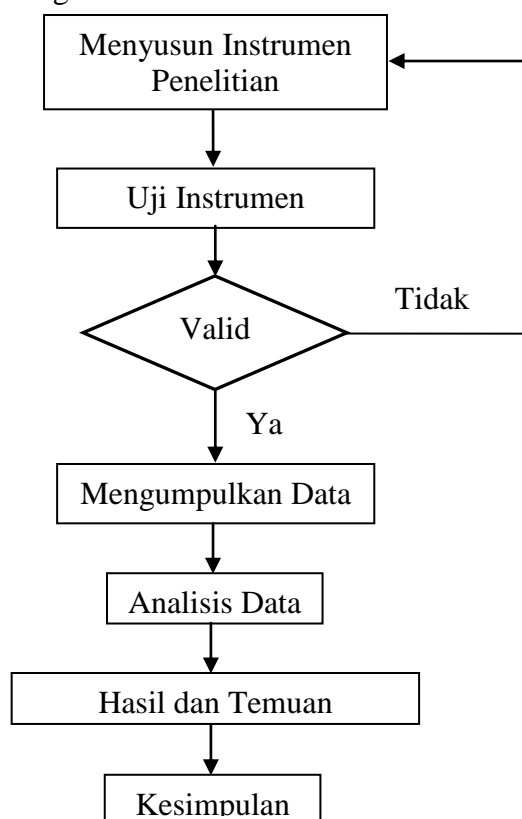 Menyusun Instrumen
Penelitian
Uji Instrumen
Valid
Tidak
Ya
Mengumpulkan Data
Analisis Data
Hasil dan Temuan
Kesimpulan